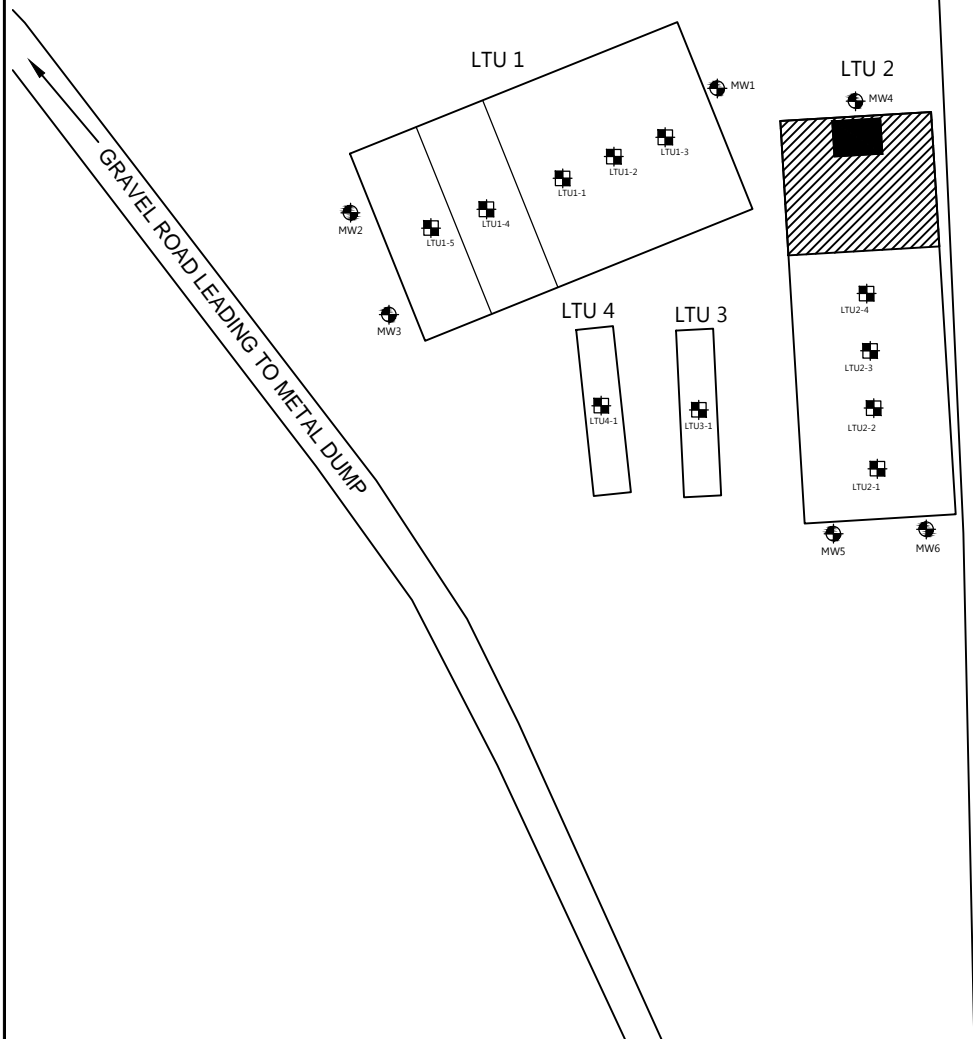 LTU 1
LTU 2
MW1
MW4
LTU1-3
LTU1-2
LTU1-1
LTU1-4
LTU1-5
MW2
MW3
GRAVEL ROAD LEADING TO METAL DUMP
LTU 4
LTU 3
LTU2-4
LTU2-3
LTU2-2
LTU2-1
LTU4-1
LTU3-1
MW5
MW6